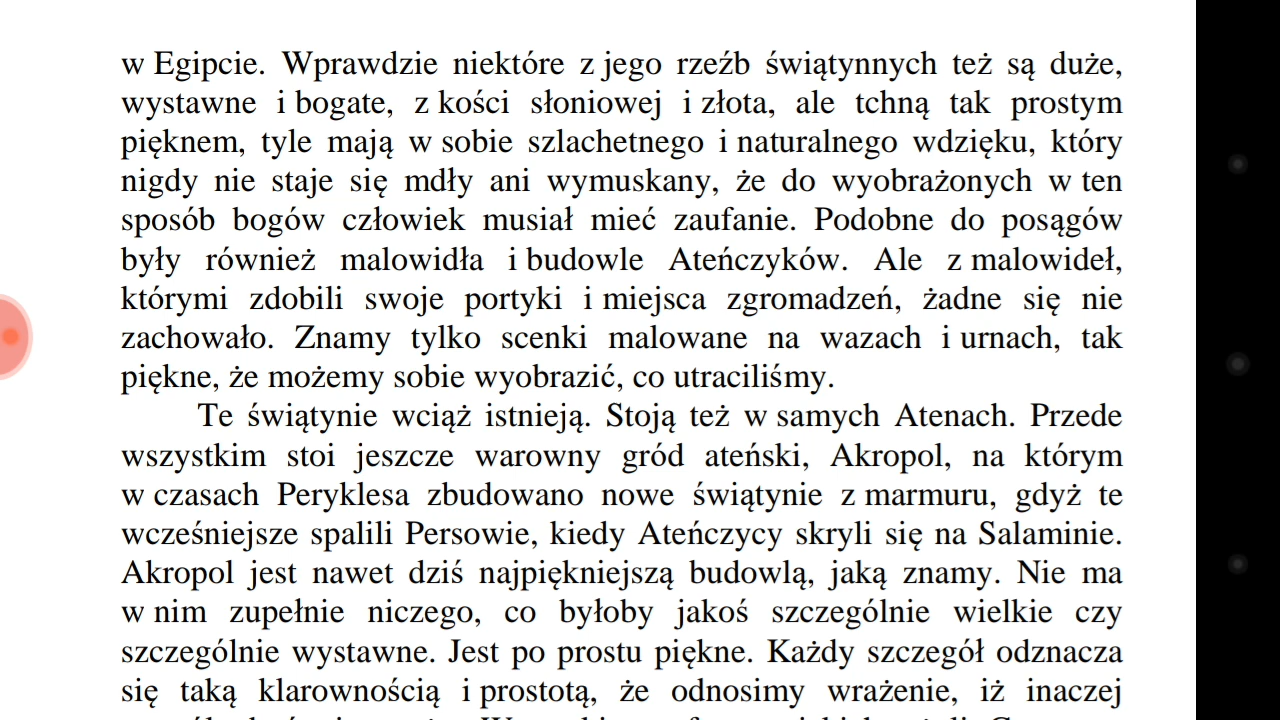 w Egipcie. Wprawdzie niektóre z jego rzeźb świątynnych też są duże,
wystawne i bogate, z kości słoniowej i złota, ale tchną tak prostym
pięknem, tyle mają w sobie szlachetnego i naturalnego wdzięku, który
nigdy nie staje się mdły ani wymuskany, że do wyobrażonych w ten
sposób bogów człowiek musiał mieć zaufanie. Podobne do posągów
były również malowidła i budowle Ateńczyków. Ale z malowideł,
którymi zdobili swoje portyki i miejsca zgromadzeń, żadne się nie
zachowało. Znamy tylko scenki malowane na wazach i urnach, tak
piękne, że możemy sobie wyobrazić, co utraciliśmy.
Te świątynie wciąż istnieją. Stoją też w samych Atenach. Przede
wszystkim stoi jeszcze warowny gród ateński, Akropol, na którym
w czasach Peryklesa zbudowano nowe świątynie z marmuru, gdyż te
wcześniejsze spalili Persowie, kiedy Ateńczycy skryli się na Salaminie.
Akropol jest nawet dziś najpiękniejszą budowlą, jaką znamy. Nie ma
w nim zupełnie niczego, co byłoby jakoś szczególnie wielkie czy
szczególnie wystawne. Jest po prostu piękne. Każdy szczegół odznacza
się taką klarownością i prostotą, że odnosimy wrażenie, iż inaczej